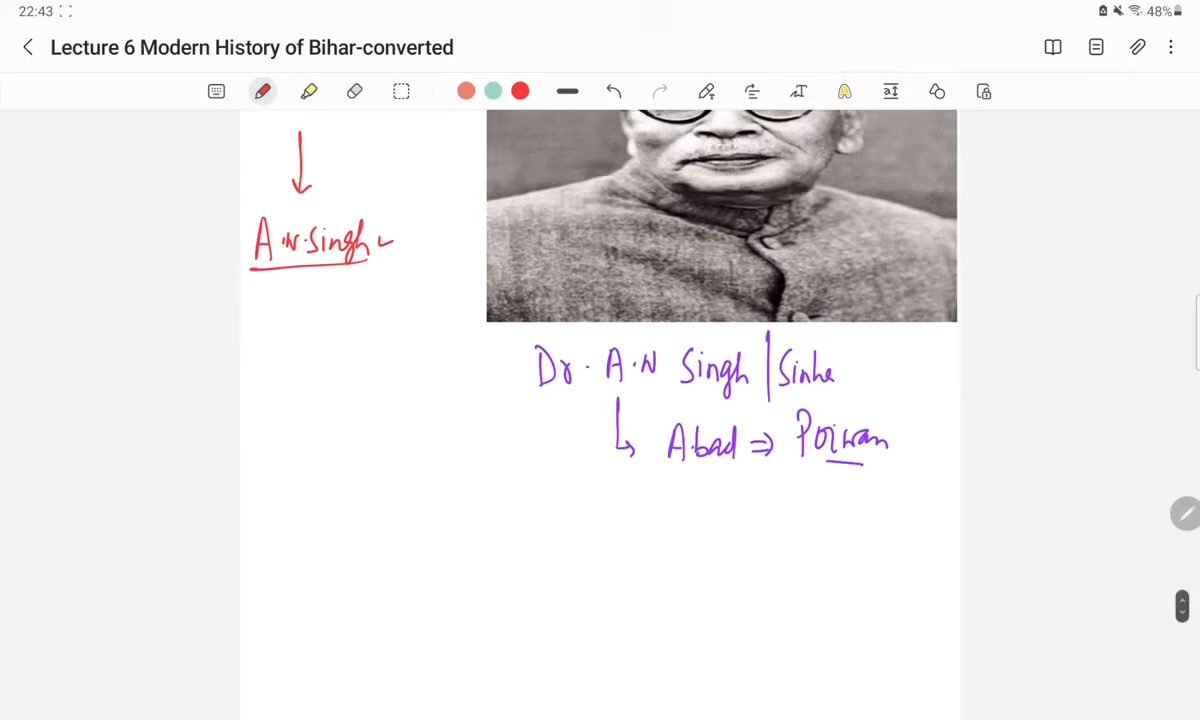 22:43
48%
Lecture 6 Modern History of Bihar-converted
A.N.Singh
Dr. A.N Singh | Sinha
A.bad ⇒ Poiwan